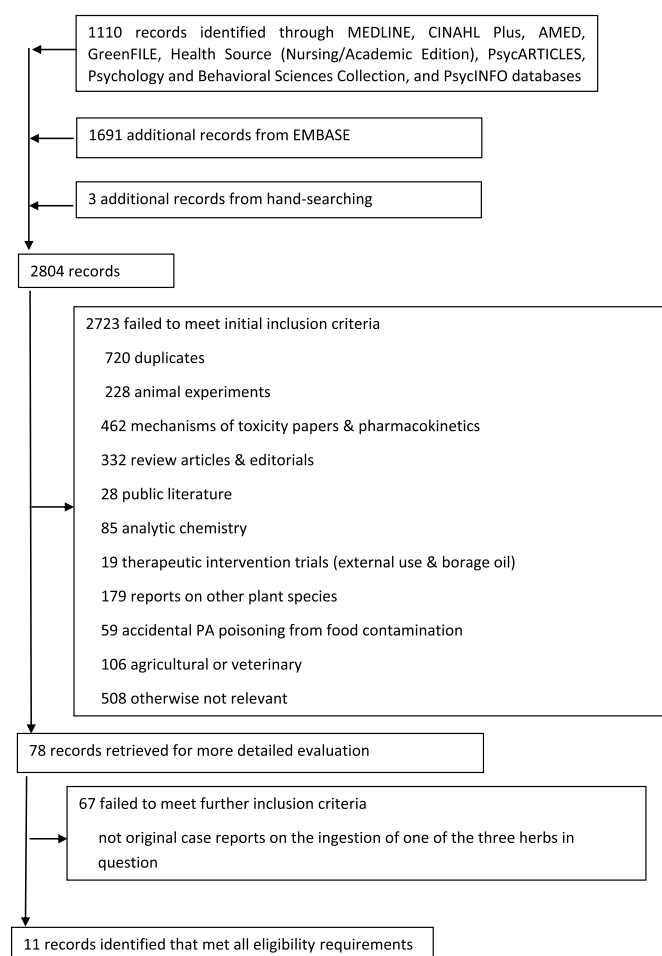 1110 records identified through MEDLINE, CINAHL Plus, AMED,
GreenFILE, Health Source (Nursing/Academic Edition), PsycARTICLES,
Psychology and Behavioral Sciences Collection, and PsycINFO databases
1691 additional records from EMBASE
3 additional records from hand-searching
2804 records
2723 failed to meet initial inclusion criteria
720 duplicates
228 animal experiments
462 mechanisms of toxicity papers & pharmacokinetics
332 review articles & editorials
28 public literature
85 analytic chemistry
19 therapeutic intervention trials (external use & borage oil)
179 reports on other plant species
59 accidental PA poisoning from food contamination
106 agricultural or veterinary
508 otherwise not relevant
78 records retrieved for more detailed evaluation
67 failed to meet further inclusion criteria
not original case reports on the ingestion of one of the three herbs in
question
11 records identified that met all eligibility requirements